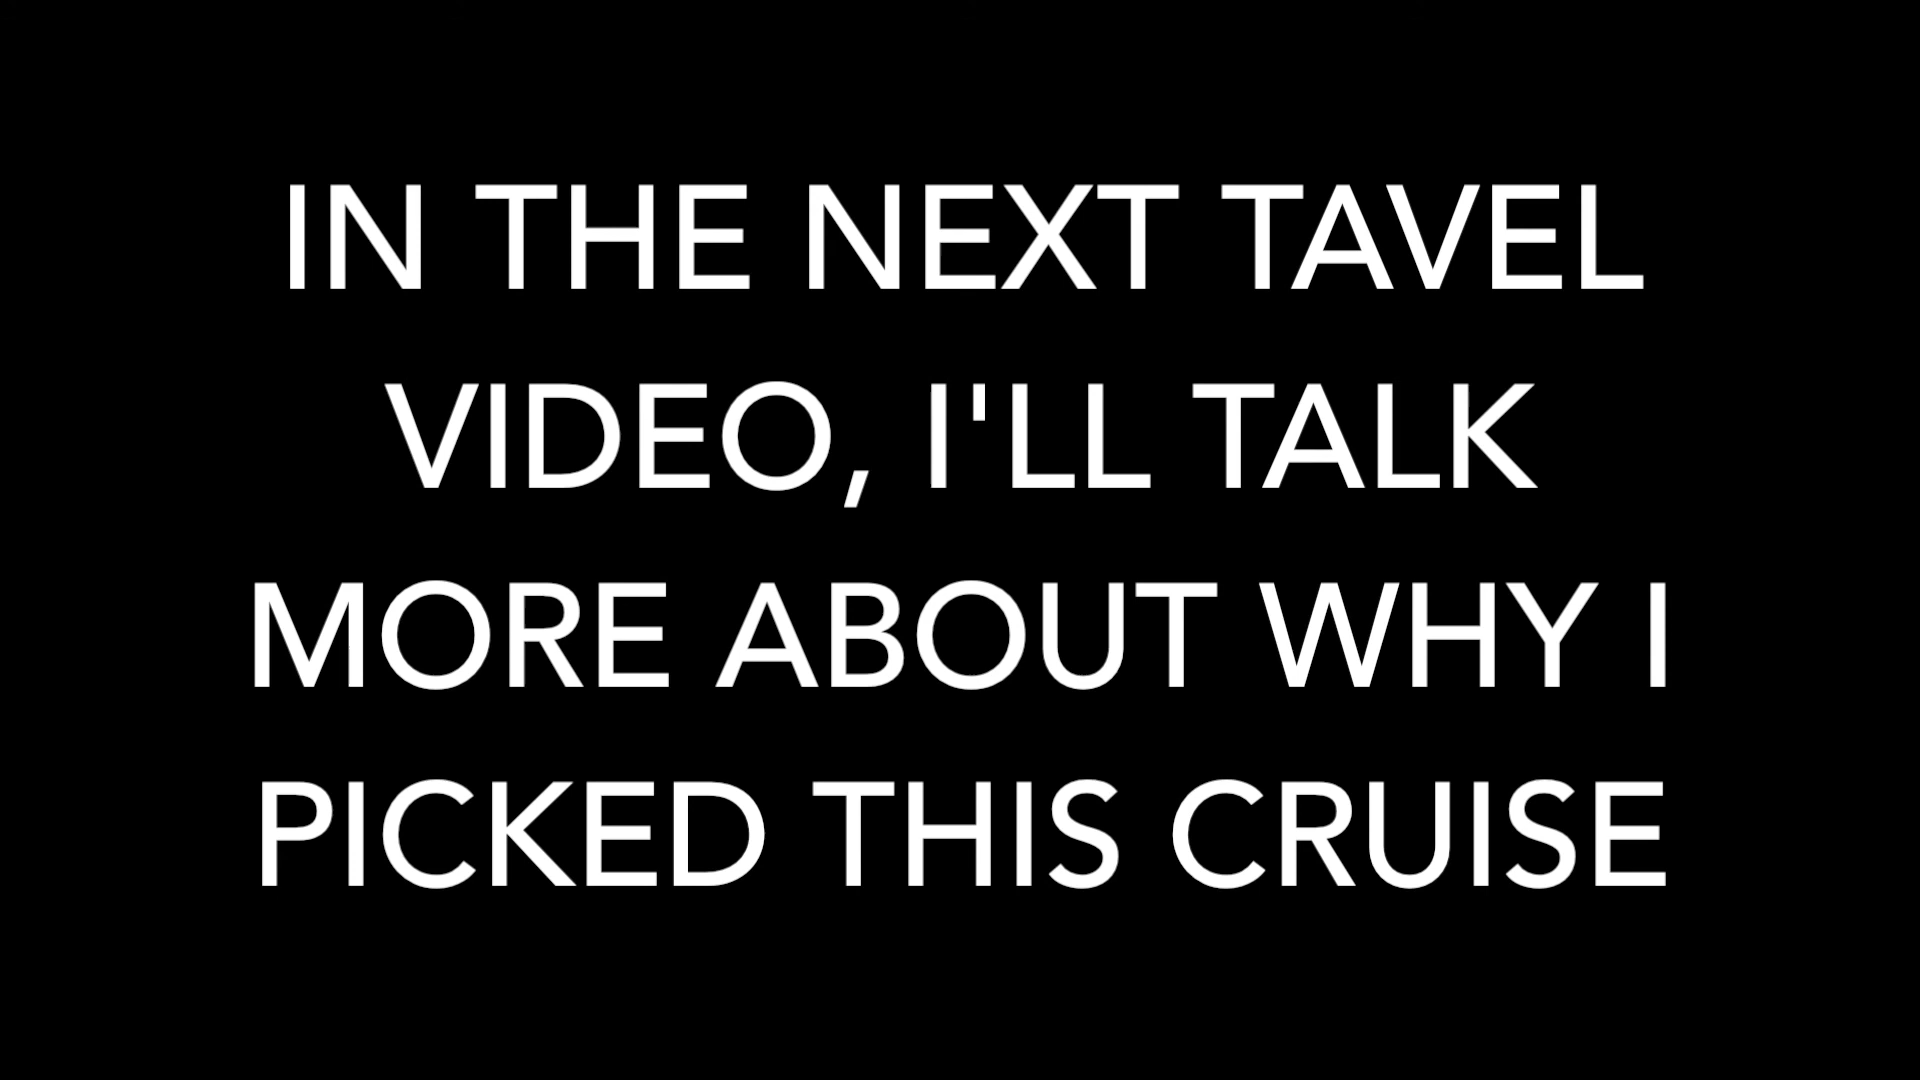 IN THE NEXT TAVEL
VIDEO, I'LL TALK
MORE ABOUT WHY I
PICKED THIS CRUISE